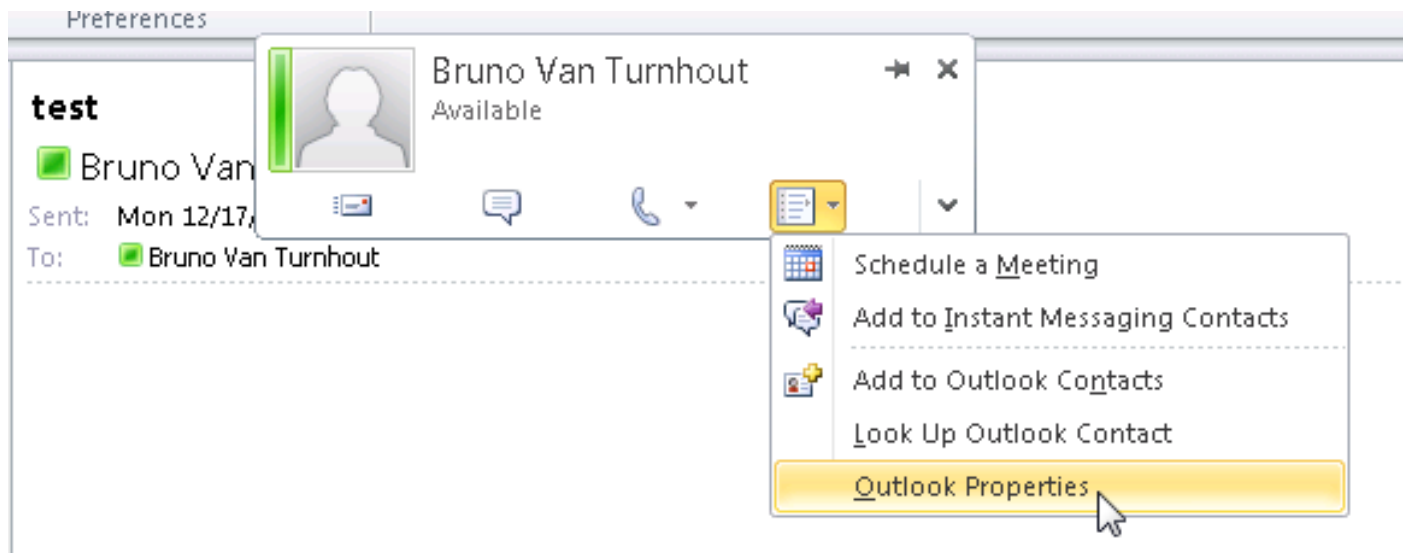 Preferences
Bruno Van Turnhout
Available
test
Bruno Van
Sent: Mon 12/17/
To: Bruno Van Turnhout
Schedule a Meeting
Add to Instant Messaging Contacts
Add to Outlook Contacts
Look Up Outlook Contact
Outlook Properties